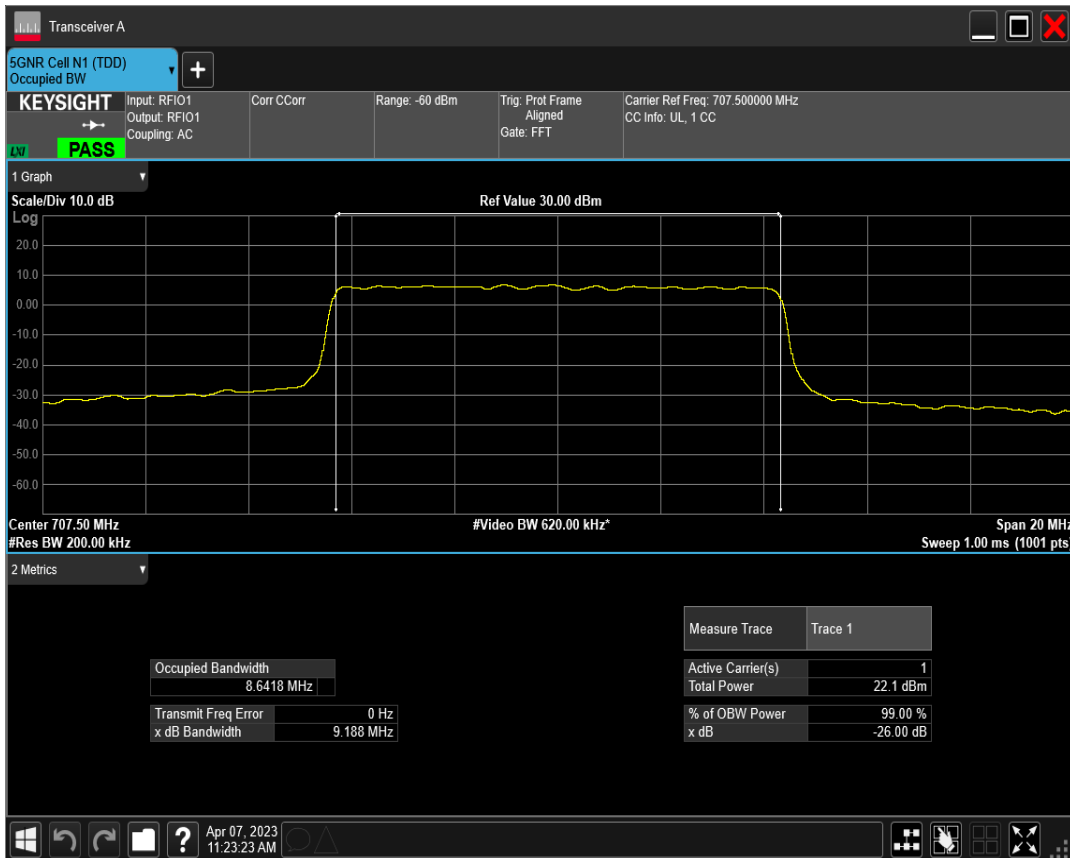 Transceiver A
5GNR Cell N1 (TDD)
Occupied BW
+
KEYSIGHT
LXI
PASS
Input: RFIO1
Output: RFIO1
Coupling: AC
Corr CCorr
Range: -60 dBm
Trig: Prot Frame
Aligned
Gate: FFT
Carrier Ref Freq: 707.500000 MHz
CC Info: UL, 1 CC
1 Graph
Scale/Div 10.0 dB
Ref Value 30.00 dBm
Log
20.0
10.0
0.00
-10.0
-20.0
-30.0
-40.0
-50.0
-60.0
Center 707.50 MHz
#Video BW 620.00 kHz*
Span 20 MHz
#Res BW 200.00 kHz
Sweep 1.00 ms (1001 pts)
2 Metrics
Measure Trace Trace 1
Occupied Bandwidth
8.6418 MHz
Active Carrier(s) 1
Total Power 22.1 dBm
Transmit Freq Error 0 Hz
x dB Bandwidth 9.188 MHz
% of OBW Power 99.00 %
x dB -26.00 dB
?
Apr 07, 2023
11:23:23 AM